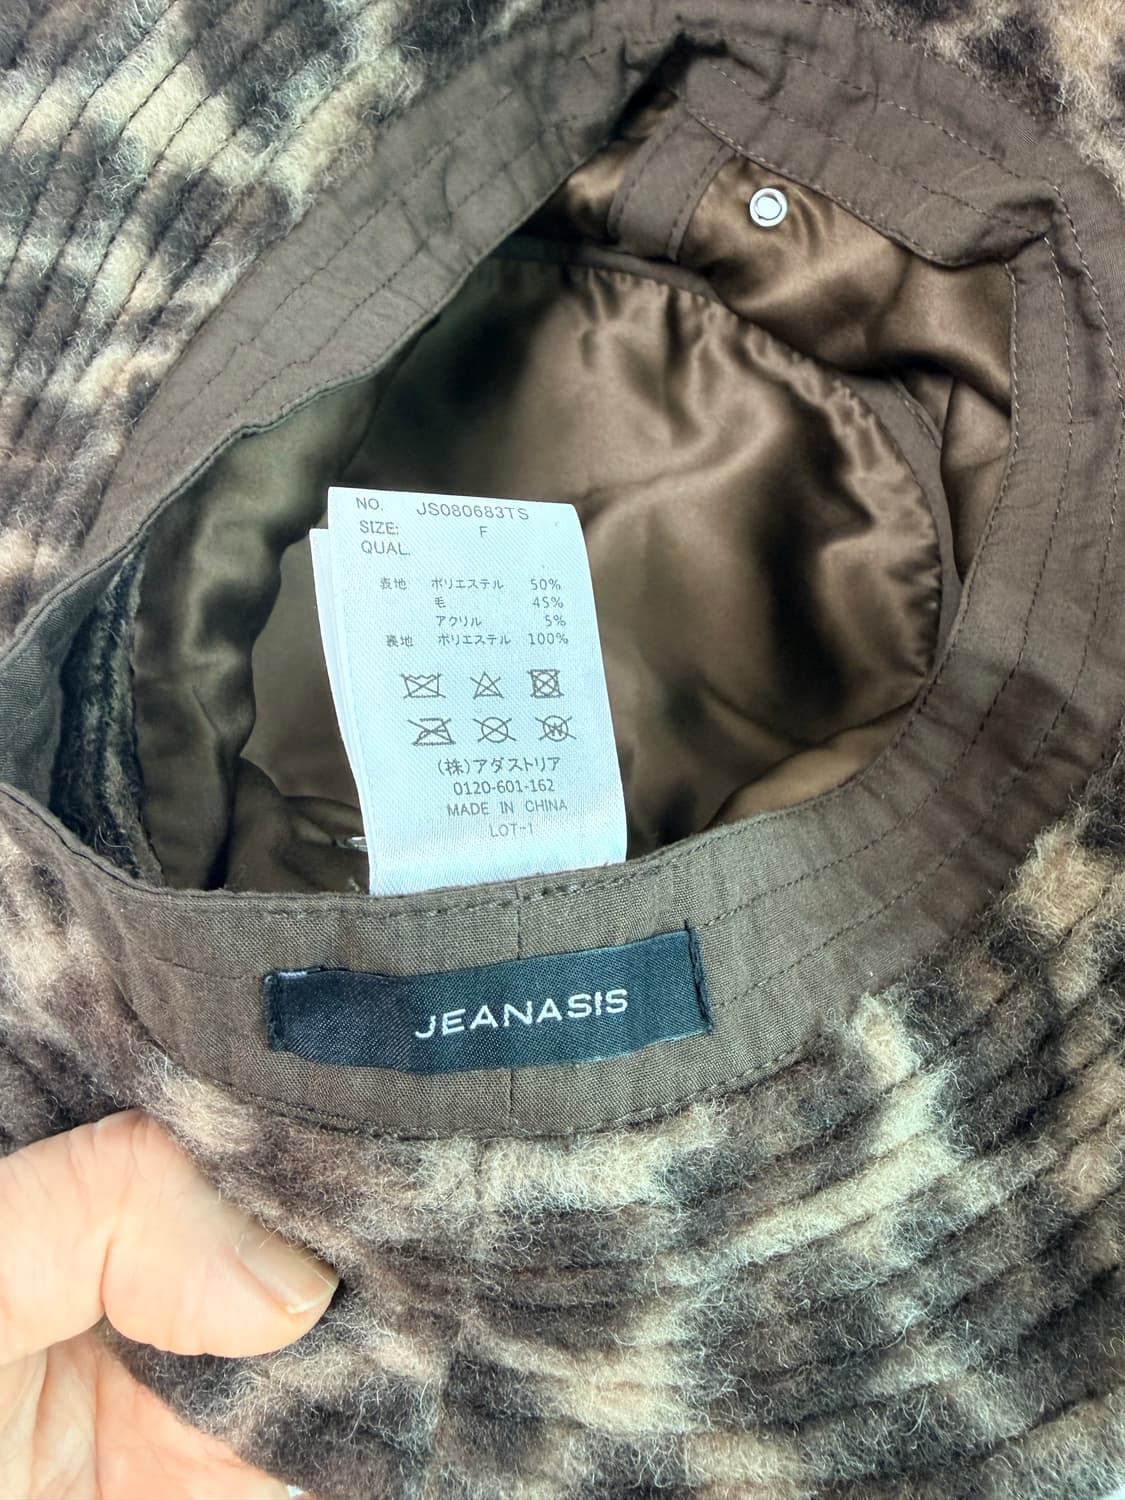 NO. JS080683TS
SIZE: F
QUAL.
表地 ポリエステル 50%
毛 45%
アクリル 5%
裏地 ポリエステル 100%
(株)アダストリア
0120-601-162
MADE IN CHINA
LOT-1
JEANASIS